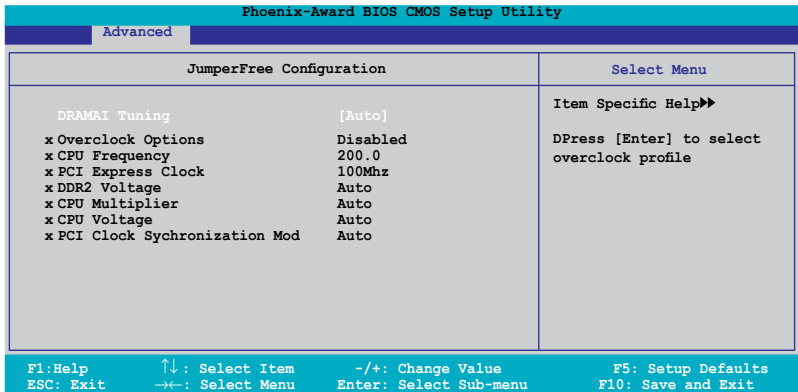 Phoenix-Award BIOS CMOS Setup Utility
Advanced
JumperFree Configuration
Select Menu
DRAMAI Tuning [Auto]
x Overclock Options Disabled
x CPU Frequency 200.0
x PCI Express Clock 100Mhz
x DDR2 Voltage Auto
x CPU Multiplier Auto
x CPU Voltage Auto
x PCI Clock Sychronization Mod Auto
Item Specific Help▶▶
DPress [Enter] to select
overclock profile
F1:Help ↑↓: Select Item -/+: Change Value F5: Setup Defaults
ESC: Exit →←: Select Menu Enter: Select Sub-menu F10: Save and Exit